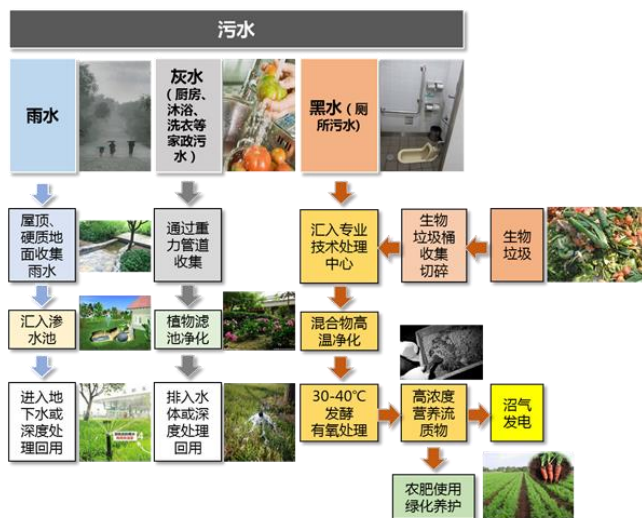 污水
雨水
灰水
（厨房、
沐浴、
洗衣等
家政污
水）
黑水（厕
所污水）
屋顶、
硬质地
面收集
雨水
通过重
力管道
收集
汇入专业
技术处理
中心
生物
垃圾桶
收集
切碎
生物
垃圾
汇入渗
水池
植物滤
池净化
混合物高
温净化
进入地
下水或
深度处
理回用
排入水
体或深
度处理
回用
30-40℃
发酵
有氧处理
高浓度
营养流
质物
沼气
发电
农肥使用
绿化养护